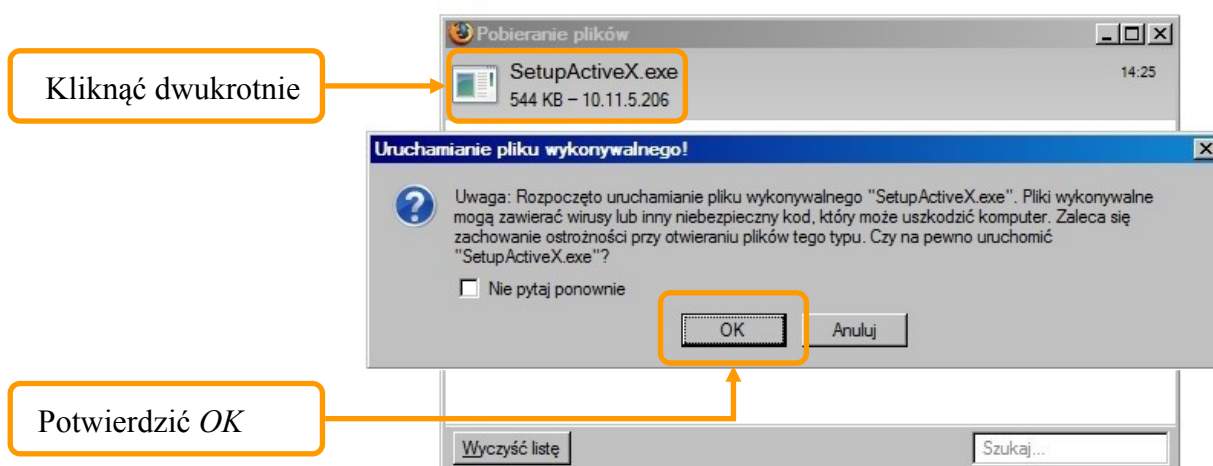 Pobieranie plików
Kliknąć dwukrotnie
SetupActiveX.exe
14:25
544 KB – 10.11.5.206
Uruchamianie pliku wykonywalnego!
Uwaga: Rozpoczęto uruchamianie pliku wykonywalnego "SetupActiveX.exe". Pliki wykonywalne
mogą zawierać wirusy lub inny niebezpieczny kod, który może uszkodzić komputer. Zaleca się
zachowanie ostrożności przy otwieraniu plików tego typu. Czy na pewno uruchomić
"SetupActiveX.exe"?
Nie pytaj ponownie
OK
Anuluj
Potwierdzić OK
Wyczyść listę
Szukaj...